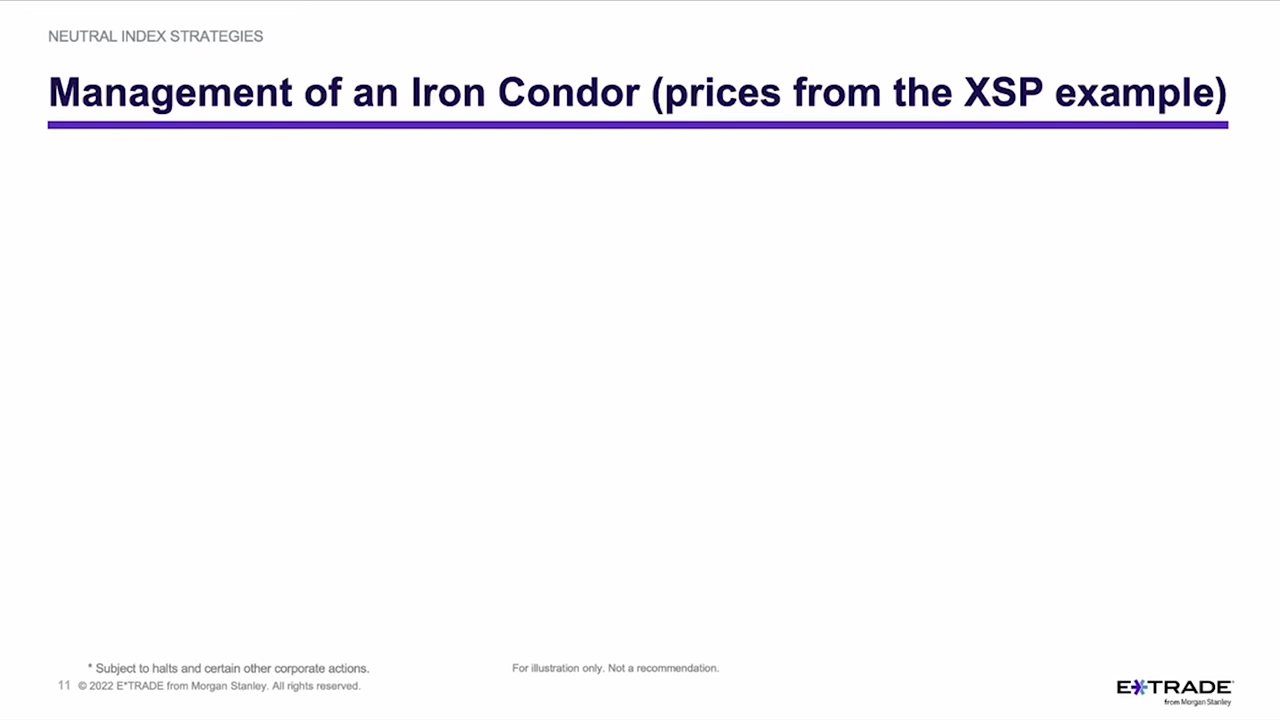 NEUTRAL INDEX STRATEGIES
Management of an Iron Condor (prices from the XSP example)
* Subject to halts and certain other corporate actions.
For illustration only. Not a recommendation.
11 © 2022 E*TRADE from Morgan Stanley. All rights reserved.
E*TRADE
from Morgan Stanley